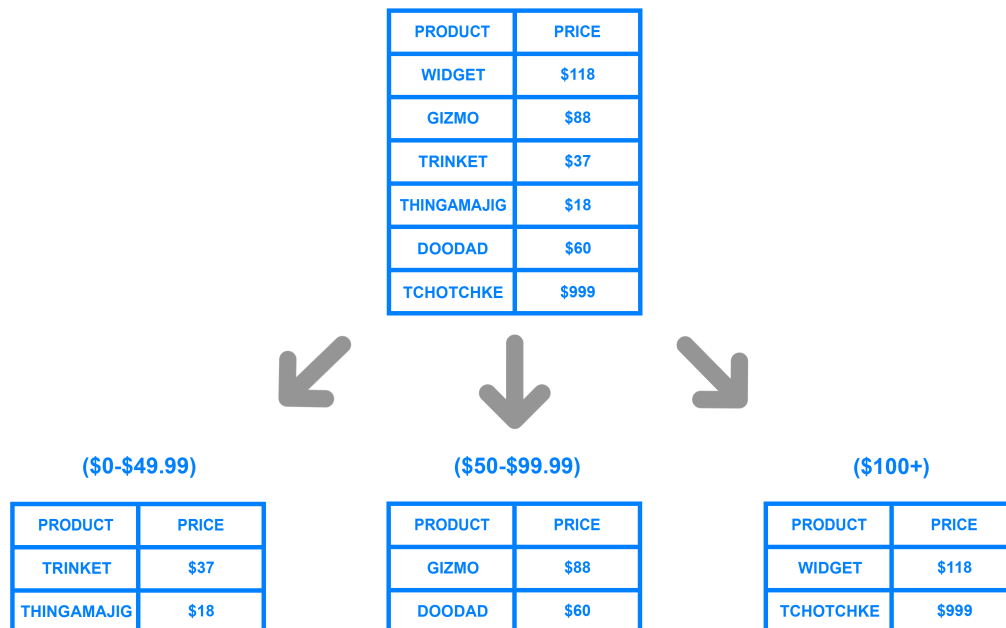 PRODUCT PRICE
WIDGET $118
GIZMO $88
TRINKET $37
THINGAMAJIG $18
DOODAD $60
TCHOTCHKE $999
($0-$49.99)
PRODUCT PRICE
TRINKET $37
THINGAMAJIG $18
($50-$99.99)
PRODUCT PRICE
GIZMO $88
DOODAD $60
($100+)
PRODUCT PRICE
WIDGET $118
TCHOTCHKE $999